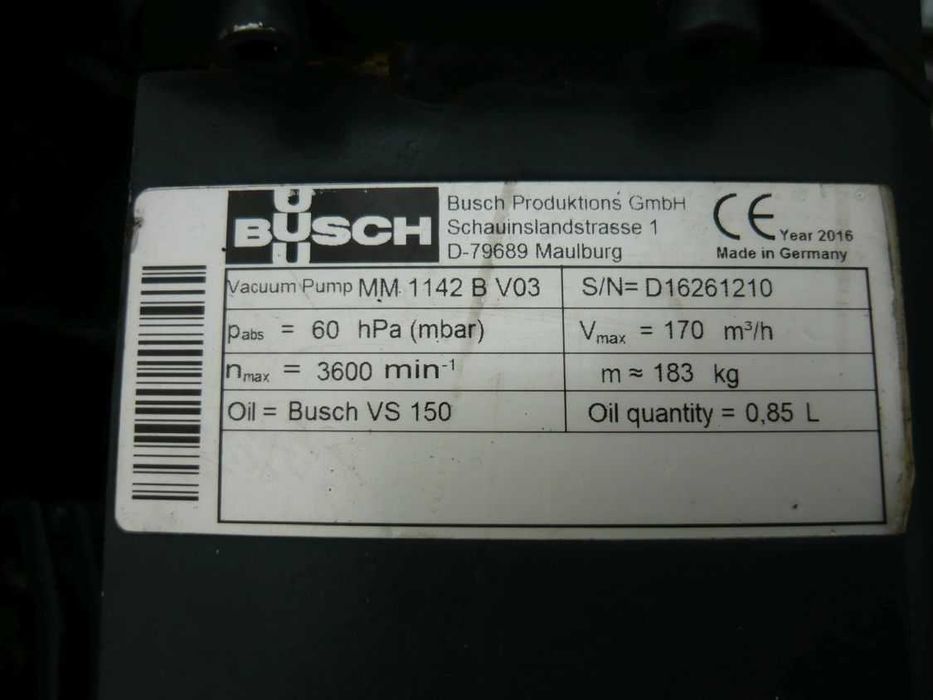 BUSCH
Busch Produktions GmbH
Schauinslandstrasse 1
D-79689 Maulburg
CE Year 2016
Made in Germany
Vacuum Pump MM 1142 B V03 S/N= D16261210
pabs = 60 hPa (mbar) Vmax = 170 m³/h
nmax = 3600 min-1 m ≈ 183 kg
Oil = Busch VS 150 Oil quantity = 0,85 L